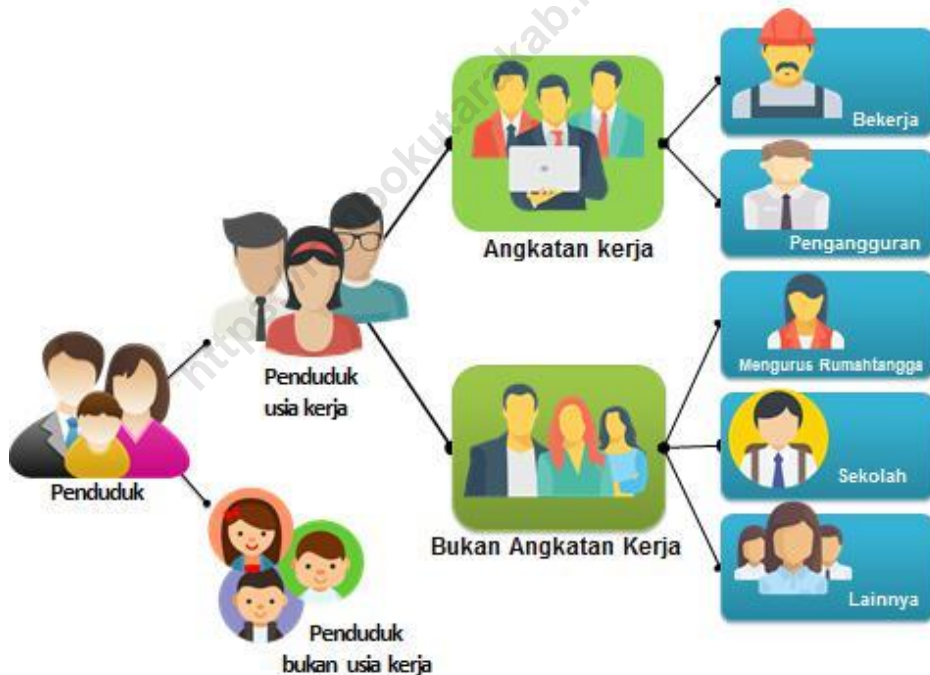 Bekerja
Pengangguran
Angkatan kerja
Mengurus Rumahtangga
Penduduk
usia kerja
Sekolah
Penduduk
Bukan Angkatan Kerja
Lainnya
Penduduk
bukan usia kerja